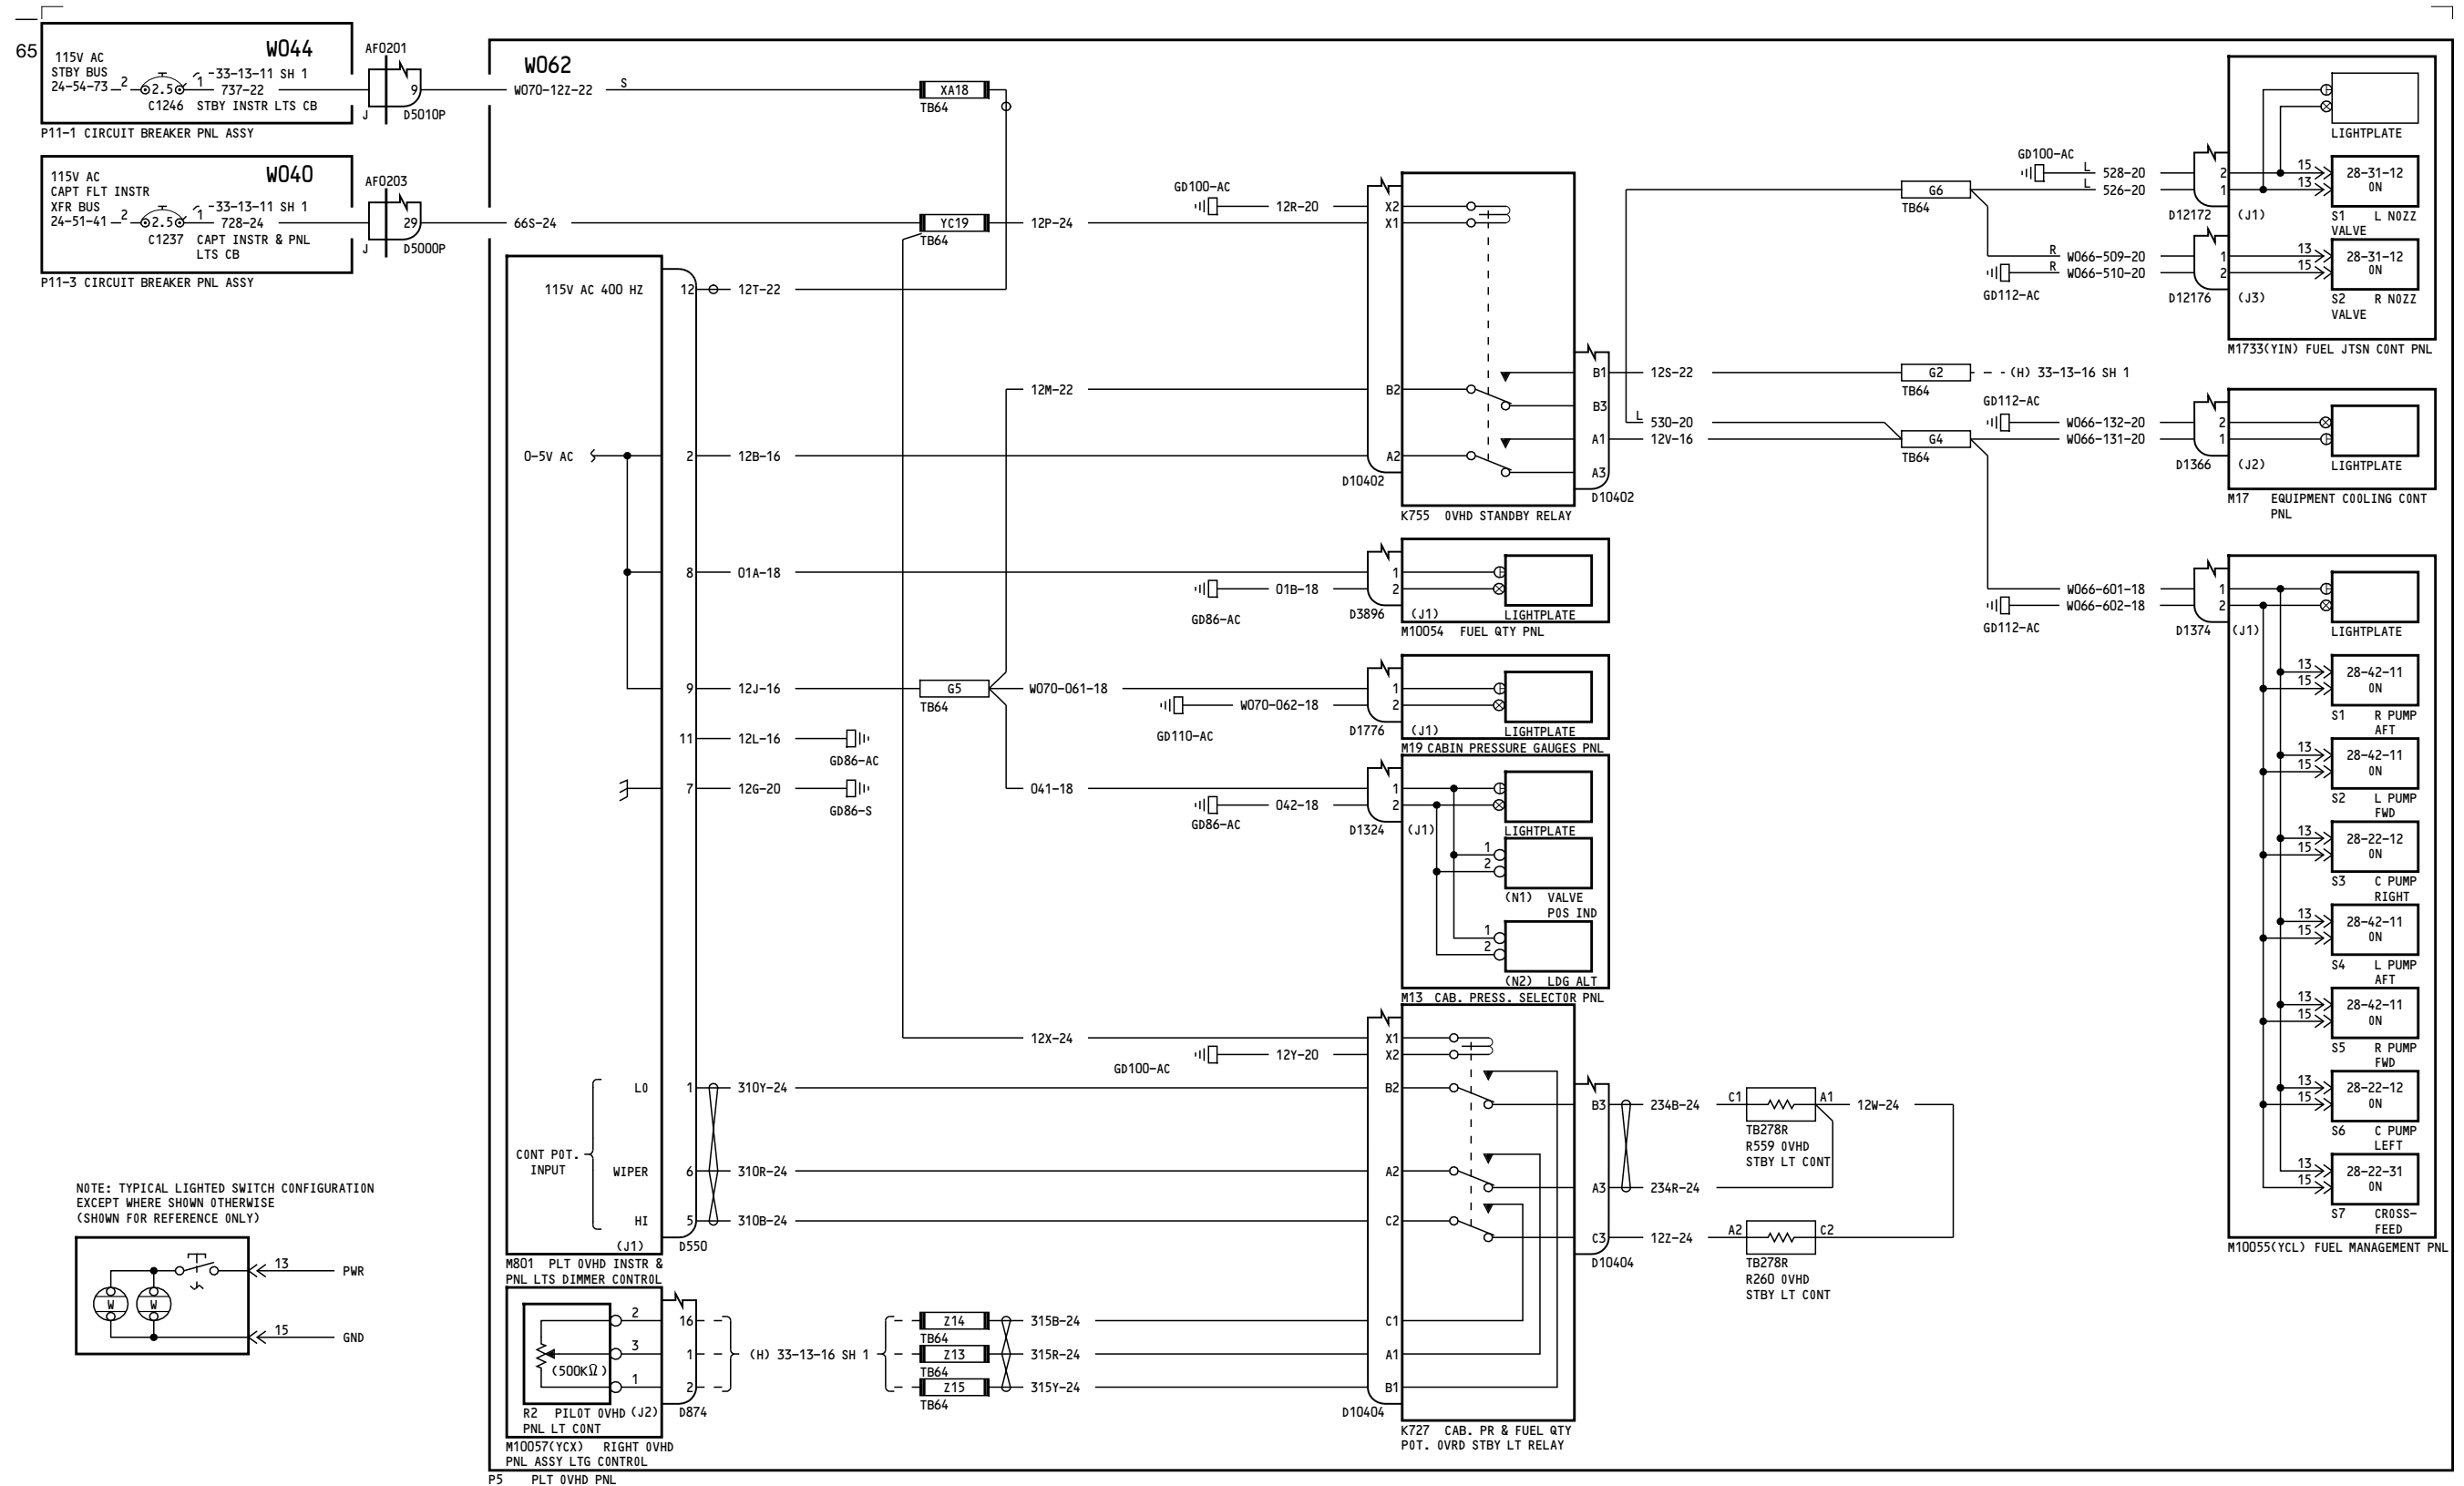 65
W044
115V AC
STBY BUS
24-54-73
2
2.5
1
33-13-11 SH 1
737-22
C1246 STBY INSTR LTS CB
P11-1 CIRCUIT BREAKER PNL ASSY
AF0201
9
J
D5010P
W040
115V AC
CAPT FLT INSTR
XFR BUS
24-51-41
2
2.5
1
33-13-11 SH 1
728-24
C1237 CAPT INSTR & PNL
LTS CB
P11-3 CIRCUIT BREAKER PNL ASSY
AF0203
29
J
D5000P
W062
W070-12Z-22
S
XA18
TB64
66S-24
YC19
TB64
12P-24
115V AC 400 HZ
12
12T-22
0-5V AC
2
12B-16
8
01A-18
9
12J-16
G5
TB64
11
12L-16
GD86-AC
7
12G-20
GD86-S
12M-22
W070-061-18
041-18
CONT POT.
INPUT
LO
1
310Y-24
WIPER
6
310R-24
HI
5
310B-24
(J1)
D550
M801 PLT OVHD INSTR &
PNL LTS DIMMER CONTROL
2
16
3
1
(500KΩ)
1
2
R2 PILOT OVHD
PNL LT CONT
(J2)
D874
M10057(YCX) RIGHT OVHD
PNL ASSY LTG CONTROL
P5 PLT OVHD PNL
(H) 33-13-16 SH 1
Z14
TB64
315B-24
Z13
TB64
315R-24
Z15
TB64
315Y-24
GD100-AC
12R-20
X2
X1
B2
A2
D10402
B1
B3
A1
A3
D10402
K755 OVHD STANDBY RELAY
GD86-AC
01B-18
1
2
D3896
(J1)
LIGHTPLATE
M10054 FUEL QTY PNL
GD110-AC
W070-062-18
1
2
D1776
(J1)
LIGHTPLATE
M19 CABIN PRESSURE GAUGES PNL
GD86-AC
042-18
1
2
D1324
(J1)
LIGHTPLATE
1
2
(N1) VALVE
POS IND
1
2
(N2) LDG ALT
M13 CAB. PRESS. SELECTOR PNL
12X-24
GD100-AC
12Y-20
X1
X2
B2
A2
C2
C1
A1
B1
D10404
B3
A3
C3
D10404
K727 CAB. PR & FUEL QTY
POT. OVRD STBY LT RELAY
234B-24
C1
A1
12W-24
TB278R
R559 OVHD
STBY LT CONT
234R-24
12Z-24
A2
C2
TB278R
R260 OVHD
STBY LT CONT
12S-22
G2
TB64
(H) 33-13-16 SH 1
L
530-20
12V-16
G4
TB64
G6
TB64
GD100-AC
L
528-20
2
L
526-20
1
D12172
(J1)
R
W066-509-20
1
R
W066-510-20
2
GD112-AC
D12176
(J3)
LIGHTPLATE
15
13
28-31-12
ON
S1 L NOZZ
VALVE
13
15
28-31-12
ON
S2 R NOZZ
VALVE
M1733(YIN) FUEL JTSN CONT PNL
GD112-AC
W066-132-20
2
W066-131-20
1
D1366
(J2)
LIGHTPLATE
M17 EQUIPMENT COOLING CONT
PNL
W066-601-18
1
W066-602-18
2
GD112-AC
D1374
(J1)
LIGHTPLATE
13
15
28-42-11
ON
S1 R PUMP
AFT
13
15
28-42-11
ON
S2 L PUMP
FWD
13
15
28-22-12
ON
S3 C PUMP
RIGHT
13
15
28-42-11
ON
S4 L PUMP
AFT
13
15
28-42-11
ON
S5 R PUMP
FWD
13
15
28-22-12
ON
S6 C PUMP
LEFT
13
15
28-22-31
ON
S7 CROSS-
FEED
M10055(YCL) FUEL MANAGEMENT PNL
NOTE: TYPICAL LIGHTED SWITCH CONFIGURATION
EXCEPT WHERE SHOWN OTHERWISE
(SHOWN FOR REFERENCE ONLY)
W
W
13
PWR
15
GND